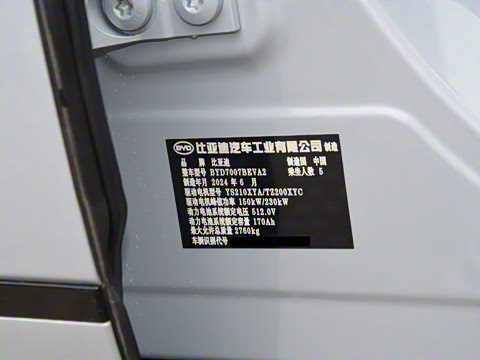 BYD 比亚迪汽车工业有限公司 制造
品 牌 比亚迪 制造国 中国
整车型号 BYD7007BEVA2 乘坐人数 5
制造年月 2024 年 6 月
驱动电机型号 YS210XYA/TZ200XYC
驱动电机峰值功率 150kW/230kW
动力电池系统额定电压 512.0V
动力电池系统额定容量 170Ah
最大允许总质量 2760kg
车辆识别代号